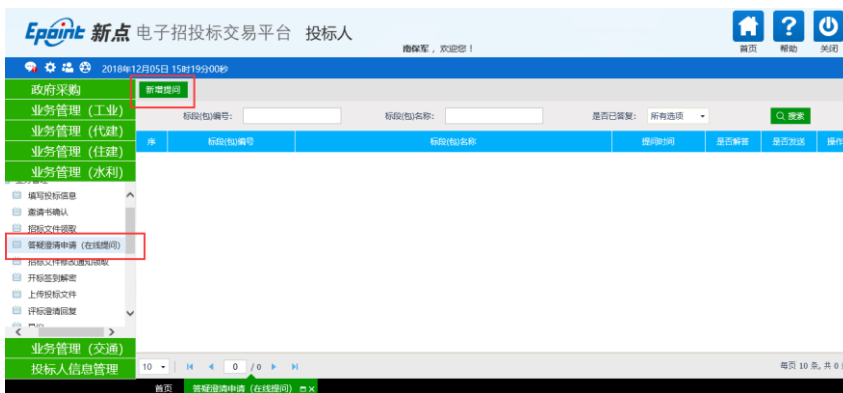 Epoint 新点 电子招投标交易平台 投标人
南保军，欢迎您！
首页 帮助 关闭
2018年12月05日 15时19分00秒
政府采购
新增提问
业务管理（工业）
标段(包)编号: 标段(包)名称: 是否已答复: 所有选项 搜索
业务管理（代建）
业务管理（住建）
序 标段(包)编号 标段(包)名称 提问时间 是否解答 是否发送 操作
业务管理（水利）
填写投标信息
邀请书确认
招标文件领取
答疑澄清申请（在线提问）
招标文件修改通知领取
开标签到解密
上传投标文件
评标澄清回复
业务管理（交通）
投标人信息管理
10 0 / 0 每页 10 条, 共 0
首页 答疑澄清申请（在线提问）